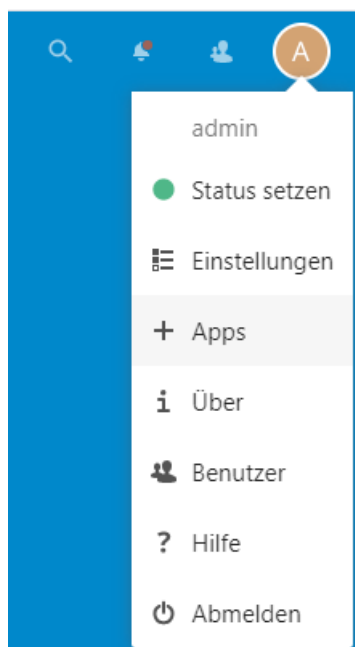 A
admin
Status setzen
Einstellungen
Apps
Über
Benutzer
Hilfe
Abmelden